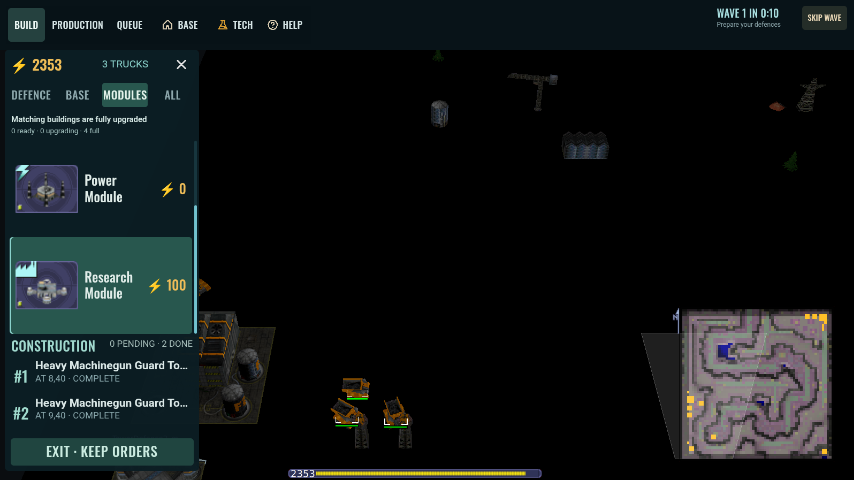 BUILD PRODUCTION QUEUE BASE TECH HELP
WAVE 1 IN 0:10
Prepare your defences
SKIP WAVE
2353 3 TRUCKS
DEFENCE BASE MODULES ALL
Matching buildings are fully upgraded
0 ready · 0 upgrading · 4 full
Power
Module
0
Research
Module
100
CONSTRUCTION 0 PENDING · 2 DONE
#1 Heavy Machinegun Guard To...
AT 8,40 · COMPLETE
#2 Heavy Machinegun Guard To...
AT 9,40 · COMPLETE
EXIT · KEEP ORDERS
2353